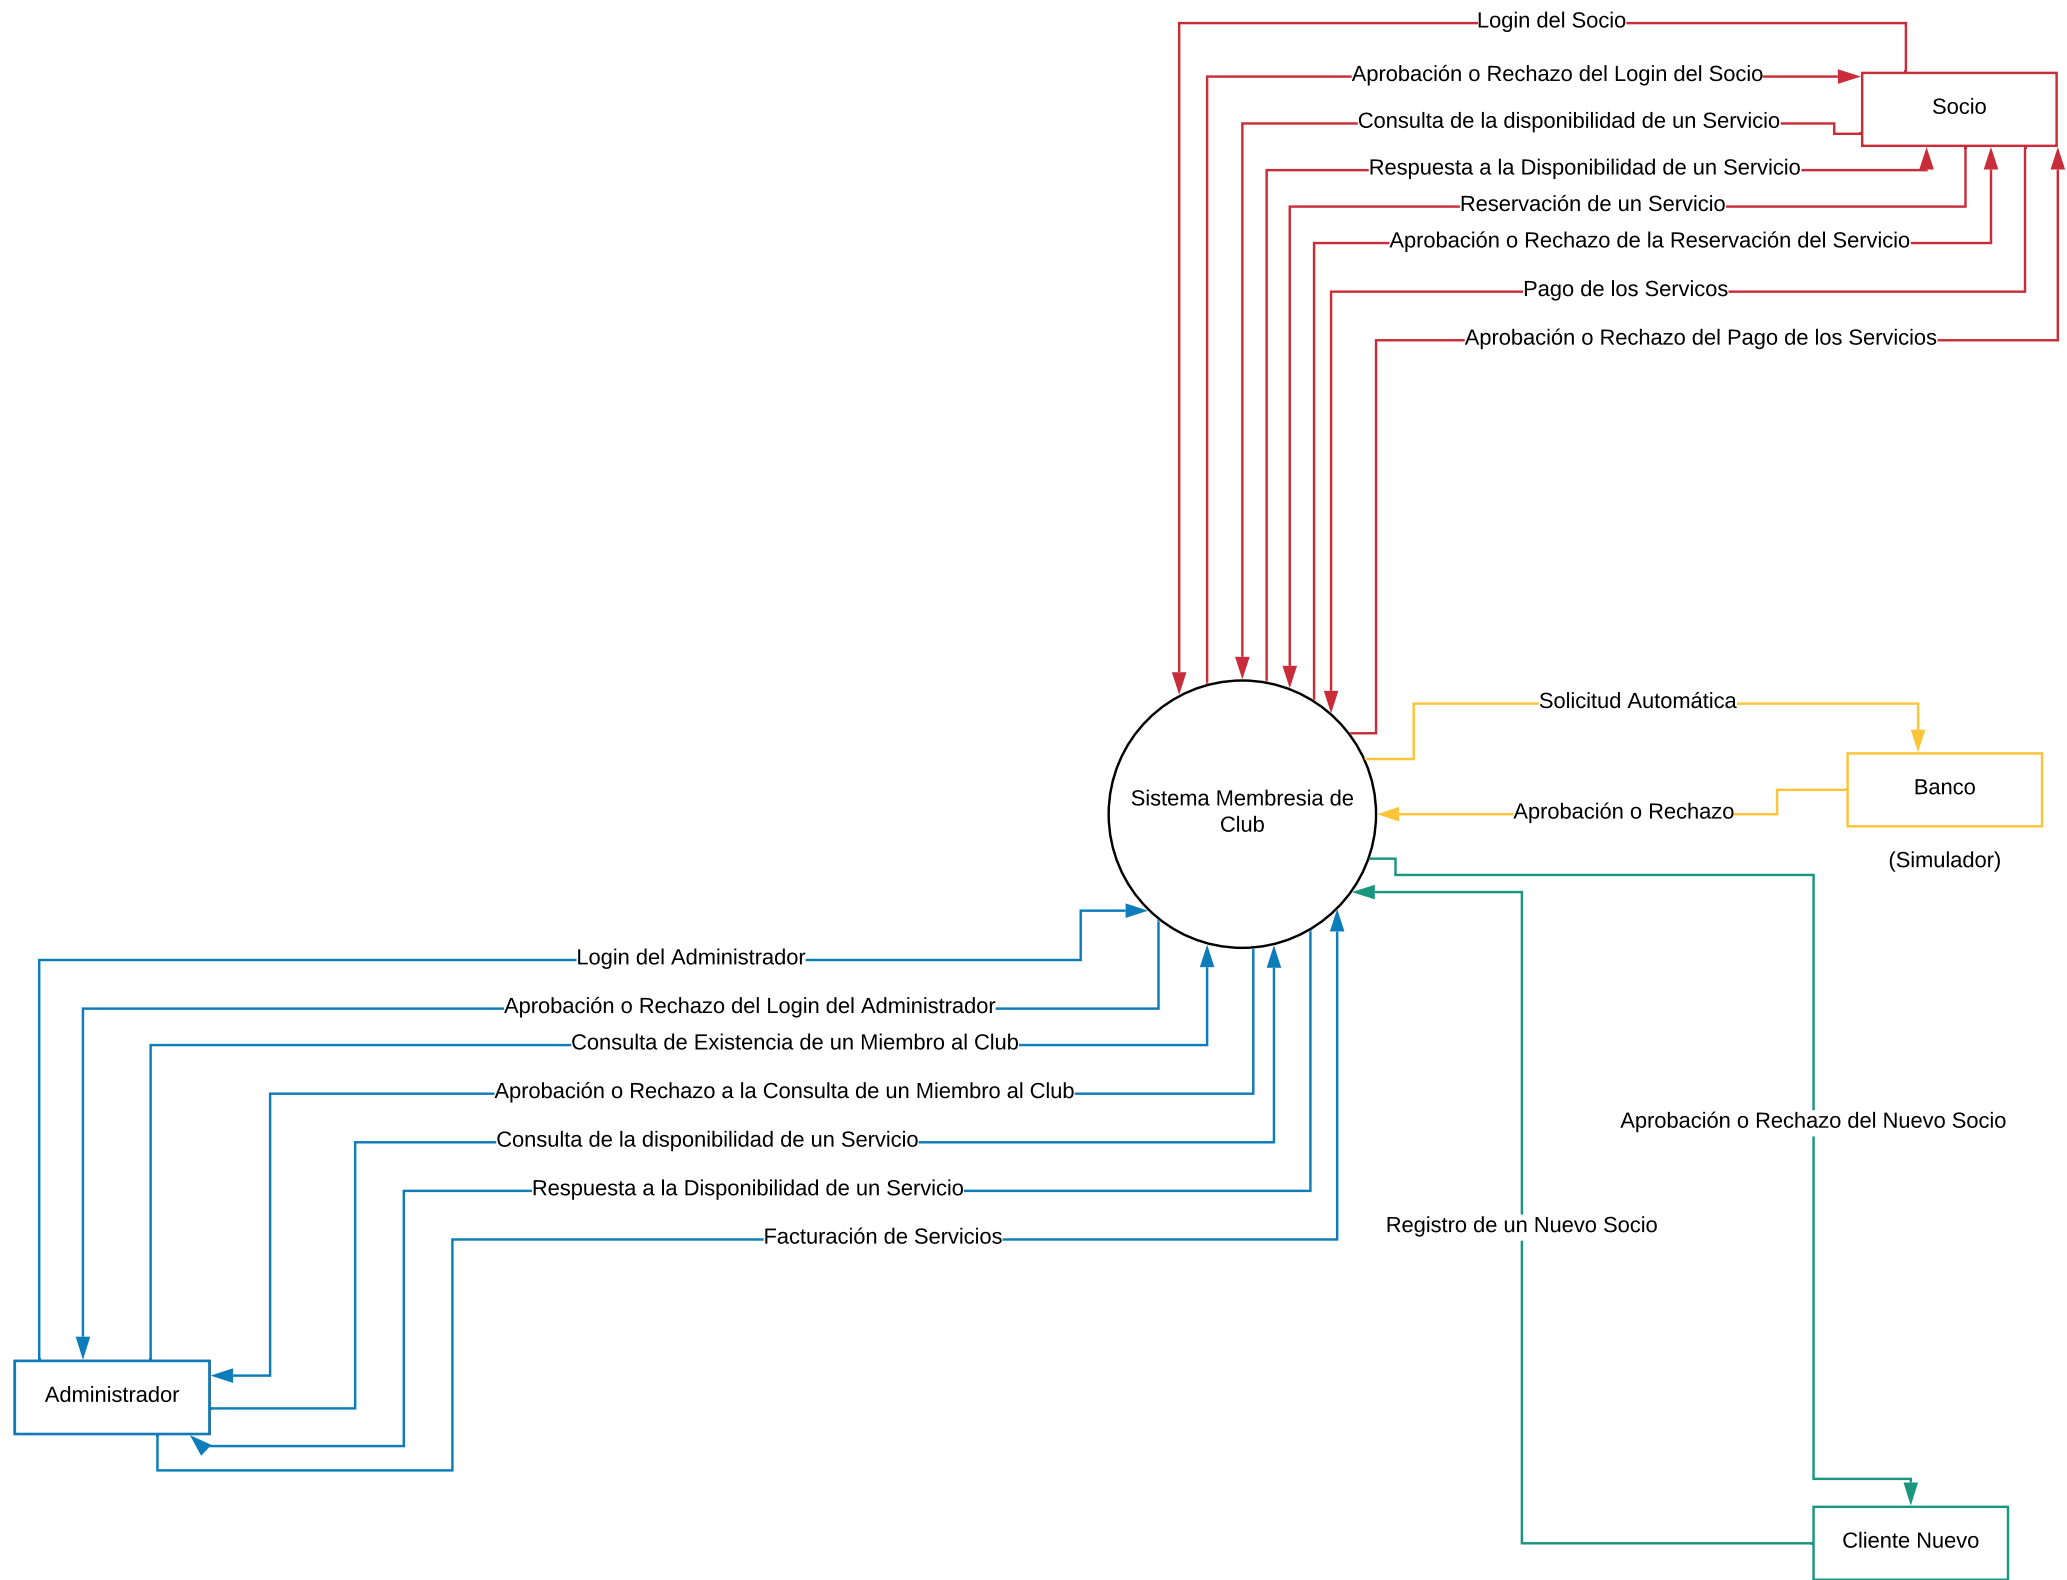 Login del Socio
Aprobación o Rechazo del Login del Socio
Socio
Consulta de la disponibilidad de un Servicio
Respuesta a la Disponibilidad de un Servicio
Reservación de un Servicio
Aprobación o Rechazo de la Reservación del Servicio
Pago de los Servicos
Aprobación o Rechazo del Pago de los Servicios
Solicitud Automática
Banco
Sistema Membresia de
Club
Aprobación o Rechazo
(Simulador)
Login del Administrador
Aprobación o Rechazo del Login del Administrador
Consulta de Existencia de un Miembro al Club
Aprobación o Rechazo a la Consulta de un Miembro al Club
Aprobación o Rechazo del Nuevo Socio
Consulta de la disponibilidad de un Servicio
Respuesta a la Disponibilidad de un Servicio
Registro de un Nuevo Socio
Facturación de Servicios
Administrador
Cliente Nuevo